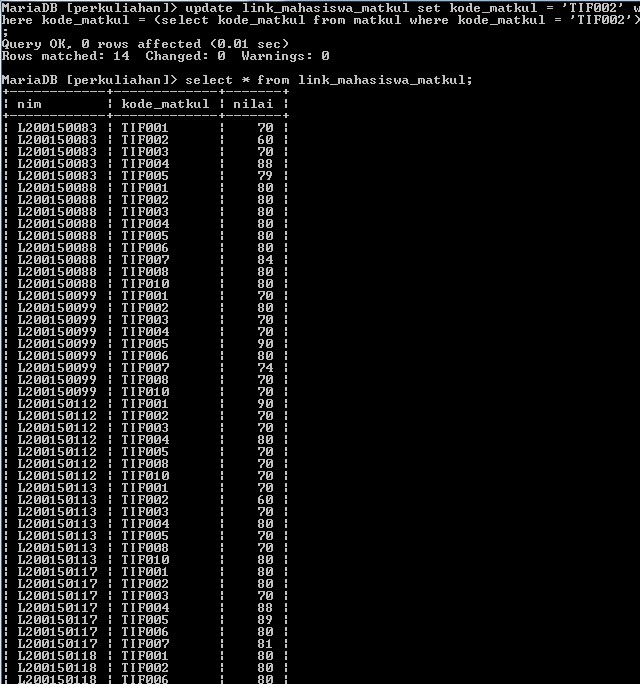 MariaDB [perkuliahan]> update link_mahasiswa_matkul set kode_matkul = 'TIF002' w
here kode_matkul = (select kode_matkul from matkul where kode_matkul = 'TIF002')
;
Query OK, 0 rows affected (0.01 sec)
Rows matched: 14  Changed: 0  Warnings: 0
MariaDB [perkuliahan]> select * from link_mahasiswa_matkul;
+------------+-------------+-------+
| nim        | kode_matkul | nilai |
+------------+-------------+-------+
| L200150083 | TIF001      |    70 |
| L200150083 | TIF002      |    60 |
| L200150083 | TIF003      |    70 |
| L200150083 | TIF004      |    88 |
| L200150083 | TIF005      |    79 |
| L200150088 | TIF001      |    80 |
| L200150088 | TIF002      |    80 |
| L200150088 | TIF003      |    80 |
| L200150088 | TIF004      |    80 |
| L200150088 | TIF005      |    80 |
| L200150088 | TIF006      |    80 |
| L200150088 | TIF007      |    84 |
| L200150088 | TIF008      |    80 |
| L200150088 | TIF010      |    80 |
| L200150099 | TIF001      |    70 |
| L200150099 | TIF002      |    80 |
| L200150099 | TIF003      |    70 |
| L200150099 | TIF004      |    70 |
| L200150099 | TIF005      |    90 |
| L200150099 | TIF006      |    80 |
| L200150099 | TIF007      |    74 |
| L200150099 | TIF008      |    70 |
| L200150099 | TIF010      |    70 |
| L200150112 | TIF001      |    90 |
| L200150112 | TIF002      |    70 |
| L200150112 | TIF003      |    70 |
| L200150112 | TIF004      |    80 |
| L200150112 | TIF005      |    70 |
| L200150112 | TIF008      |    70 |
| L200150112 | TIF010      |    70 |
| L200150113 | TIF001      |    70 |
| L200150113 | TIF002      |    60 |
| L200150113 | TIF003      |    70 |
| L200150113 | TIF004      |    80 |
| L200150113 | TIF005      |    70 |
| L200150113 | TIF008      |    70 |
| L200150113 | TIF010      |    80 |
| L200150117 | TIF001      |    80 |
| L200150117 | TIF002      |    80 |
| L200150117 | TIF003      |    70 |
| L200150117 | TIF004      |    88 |
| L200150117 | TIF005      |    89 |
| L200150117 | TIF006      |    80 |
| L200150117 | TIF007      |    81 |
| L200150118 | TIF001      |    80 |
| L200150118 | TIF002      |    80 |
| L200150118 | TIF006      |    80 |